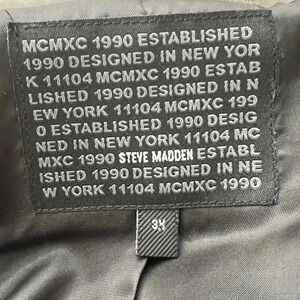 MCMXC 1990 ESTABLISHED
1990 DESIGNED IN NEW YOR
K 11104 MCMXC 1990 ESTAB
LISHED 1990 DESIGNED IN N
EW YORK 11104 MCMXC 199
0 ESTABLISHED 1990 DESIG
NED IN NEW YORK 11104 MC
MXC 1990 STEVE MADDEN ESTABL
ISHED 1990 DESIGNED IN NE
W YORK 11104 MCMXC 1990